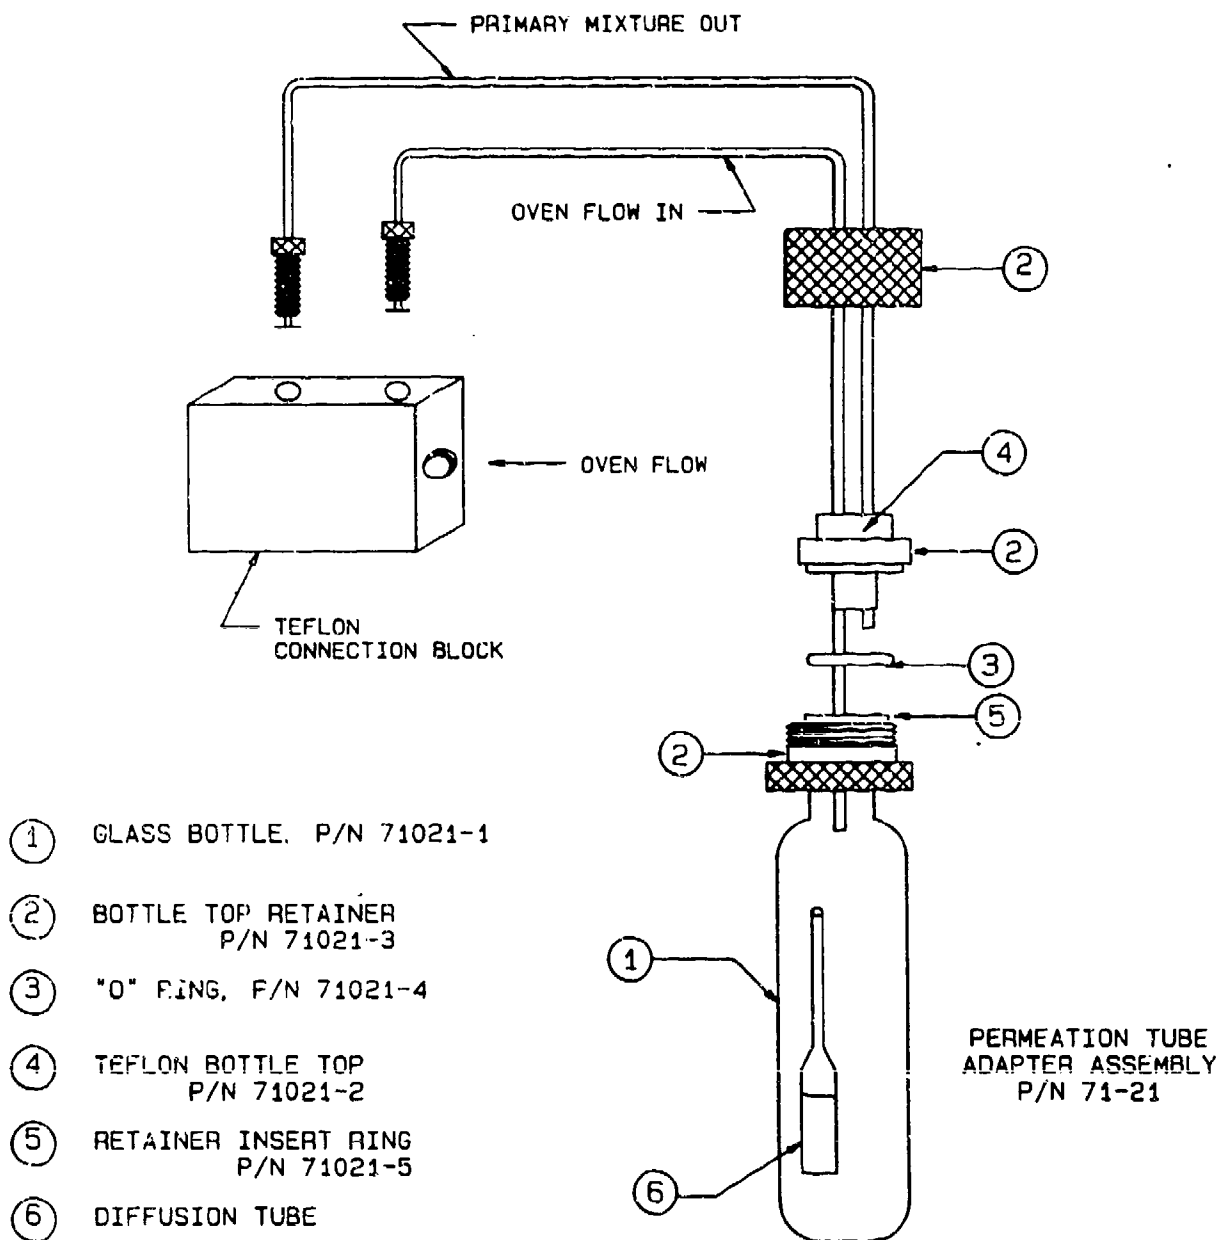 PRIMARY MIXTURE OUT
OVEN FLOW IN
2
4
OVEN FLOW
2
TEFLON
CONNECTION BLOCK
3
5
2
1 GLASS BOTTLE, P/N 71021-1
2 BOTTLE TOP RETAINER
P/N 71021-3
1
3 "O" RING, P/N 71021-4
4 TEFLON BOTTLE TOP
P/N 71021-2
PERMEATION TUBE
ADAPTER ASSEMBLY
P/N 71-21
5 RETAINER INSERT RING
P/N 71021-5
6
6 DIFFUSION TUBE